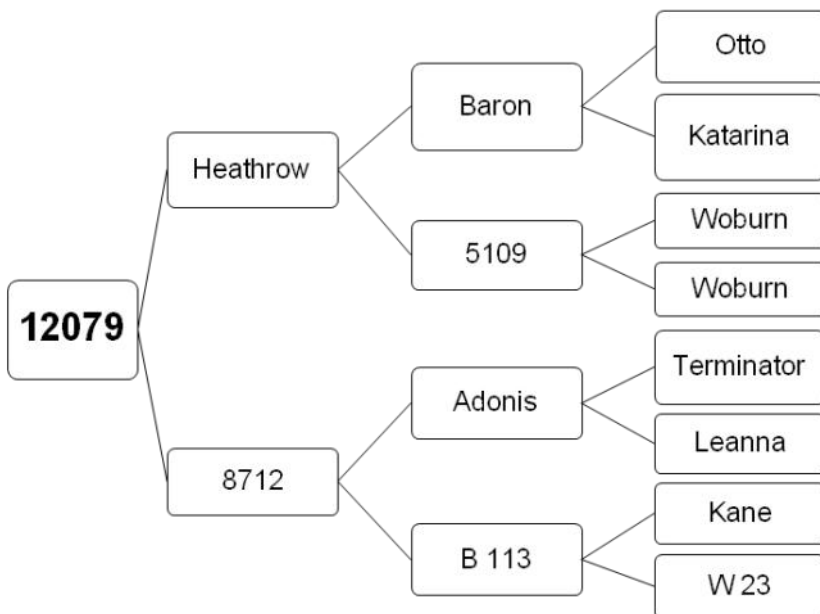 Otto
Baron
Katarina
Heathrow
Woburn
5109
Woburn
12079
Terminator
Adonis
Leanna
8712
Kane
B 113
W 23